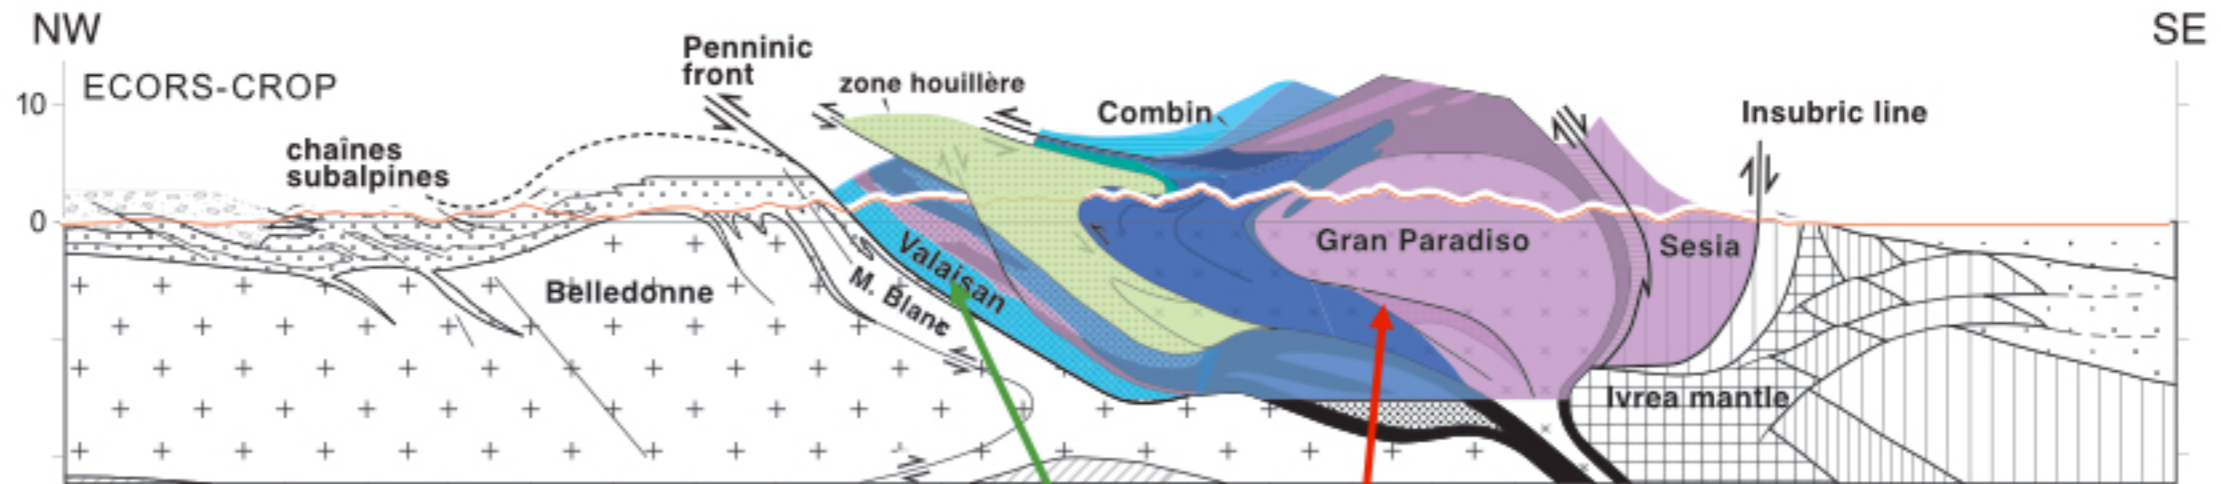 NW
SE
ECORS-CROP
Penninic
front
zone houillère
10
Combin
Insubric line
chaînes
subalpines
0
Gran Paradiso
Sesia
Valaisan
Belledonne
M. Blanc
Ivrea mantle